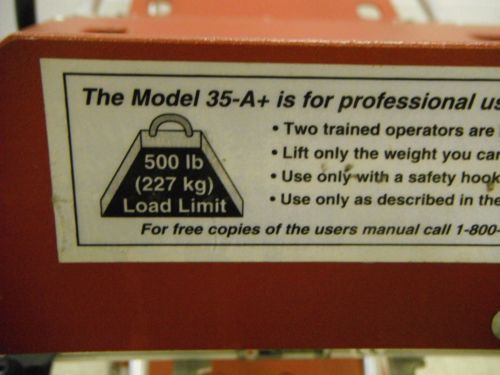 The Model 35-A+ is for professional us
500 lb
(227 kg)
Load Limit
• Two trained operators are
• Lift only the weight you can
• Use only with a safety hook
• Use only as described in the
For free copies of the users manual call 1-800-